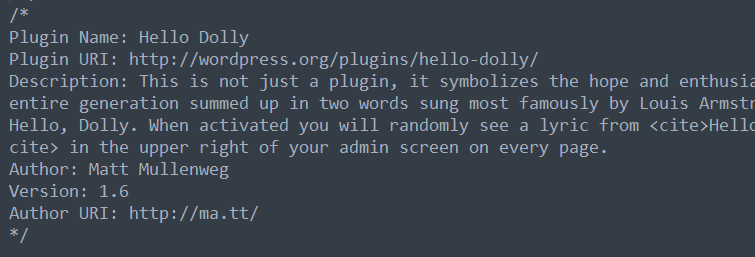 /*
Plugin Name: Hello Dolly
Plugin URI: http://wordpress.org/plugins/hello-dolly/
Description: This is not just a plugin, it symbolizes the hope and enthusia
entire generation summed up in two words sung most famously by Louis Armstr
Hello, Dolly. When activated you will randomly see a lyric from <cite>Hello
cite> in the upper right of your admin screen on every page.
Author: Matt Mullenweg
Version: 1.6
Author URI: http://ma.tt/
*/